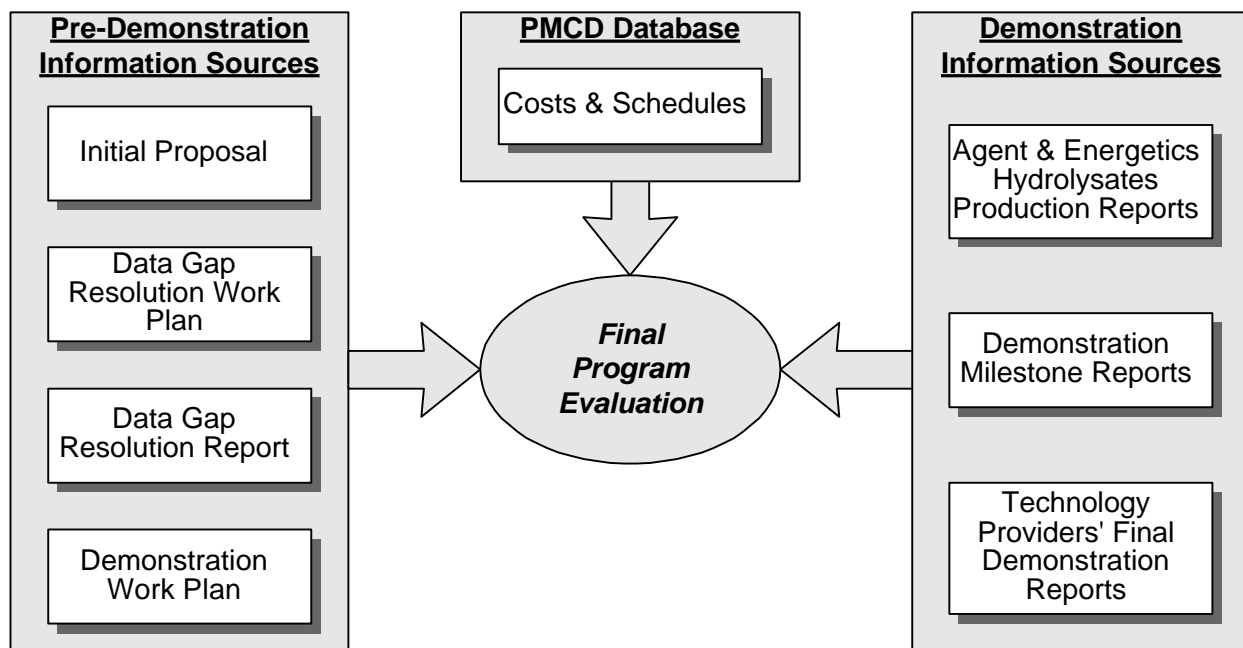 Pre-Demonstration
Information Sources
Initial Proposal
Data Gap
Resolution Work
Plan
Data Gap
Resolution Report
Demonstration
Work Plan
PMCD Database
Costs & Schedules
Final
Program
Evaluation
Demonstration
Information Sources
Agent & Energetics
Hydrolysates
Production Reports
Demonstration
Milestone Reports
Technology
Providers' Final
Demonstration
Reports